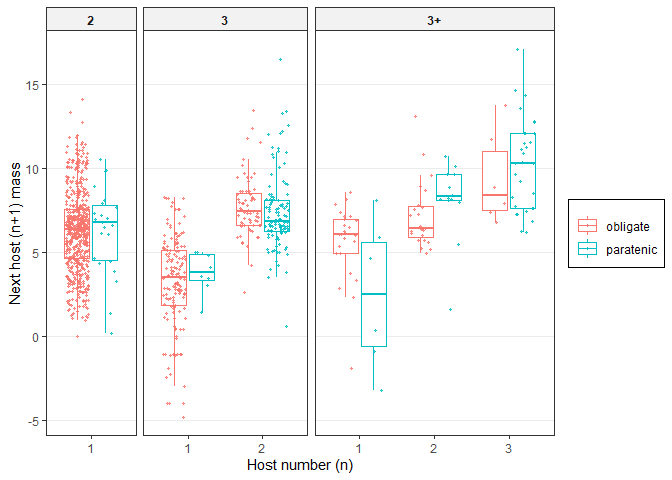 2 3 3+
15
10
5
0
-5
Next host (n+1) mass
1 1 2 1 2 3
Host number (n)
obligate
paratenic